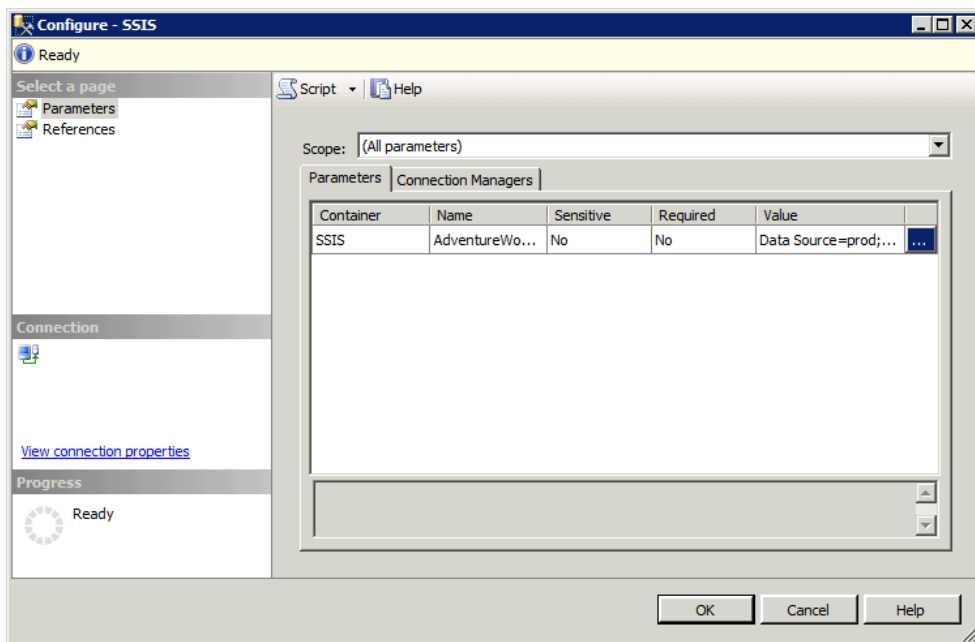 Configure - SSIS
Ready
Select a page
Script Help
Parameters
References
Scope: (All parameters)
Parameters Connection Managers
Container Name Sensitive Required Value
SSIS AdventureWo... No No Data Source=prod;... ...
Connection
View connection properties
Progress
Ready
OK Cancel Help